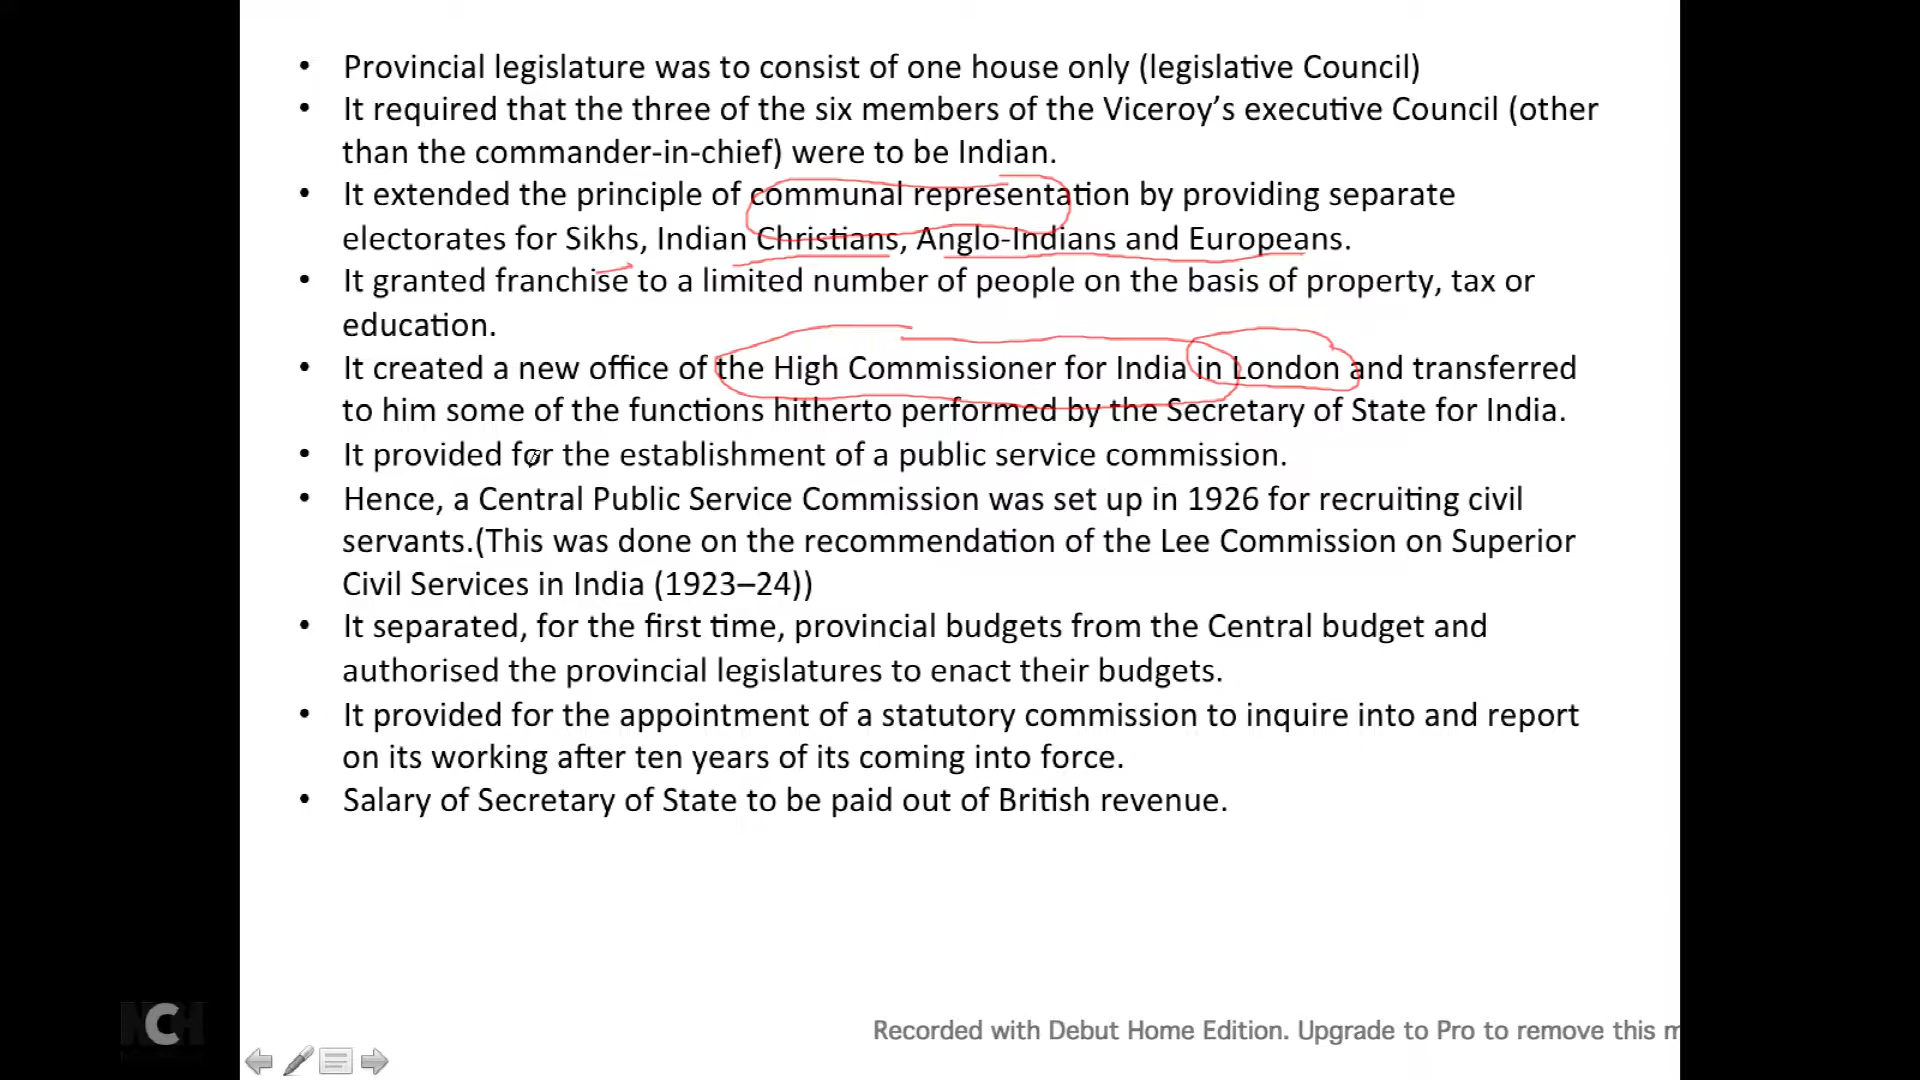 • Provincial legislature was to consist of one house only (legislative Council)
• It required that the three of the six members of the Viceroy’s executive Council (other
than the commander-in-chief) were to be Indian.
• It extended the principle of communal representation by providing separate
electorates for Sikhs, Indian Christians, Anglo-Indians and Europeans.
• It granted franchise to a limited number of people on the basis of property, tax or
education.
• It created a new office of the High Commissioner for India in London and transferred
to him some of the functions hitherto performed by the Secretary of State for India.
• It provided for the establishment of a public service commission.
• Hence, a Central Public Service Commission was set up in 1926 for recruiting civil
servants.(This was done on the recommendation of the Lee Commission on Superior
Civil Services in India (1923–24))
• It separated, for the first time, provincial budgets from the Central budget and
authorised the provincial legislatures to enact their budgets.
• It provided for the appointment of a statutory commission to inquire into and report
on its working after ten years of its coming into force.
• Salary of Secretary of State to be paid out of British revenue.
NCH
Recorded with Debut Home Edition. Upgrade to Pro to remove this m